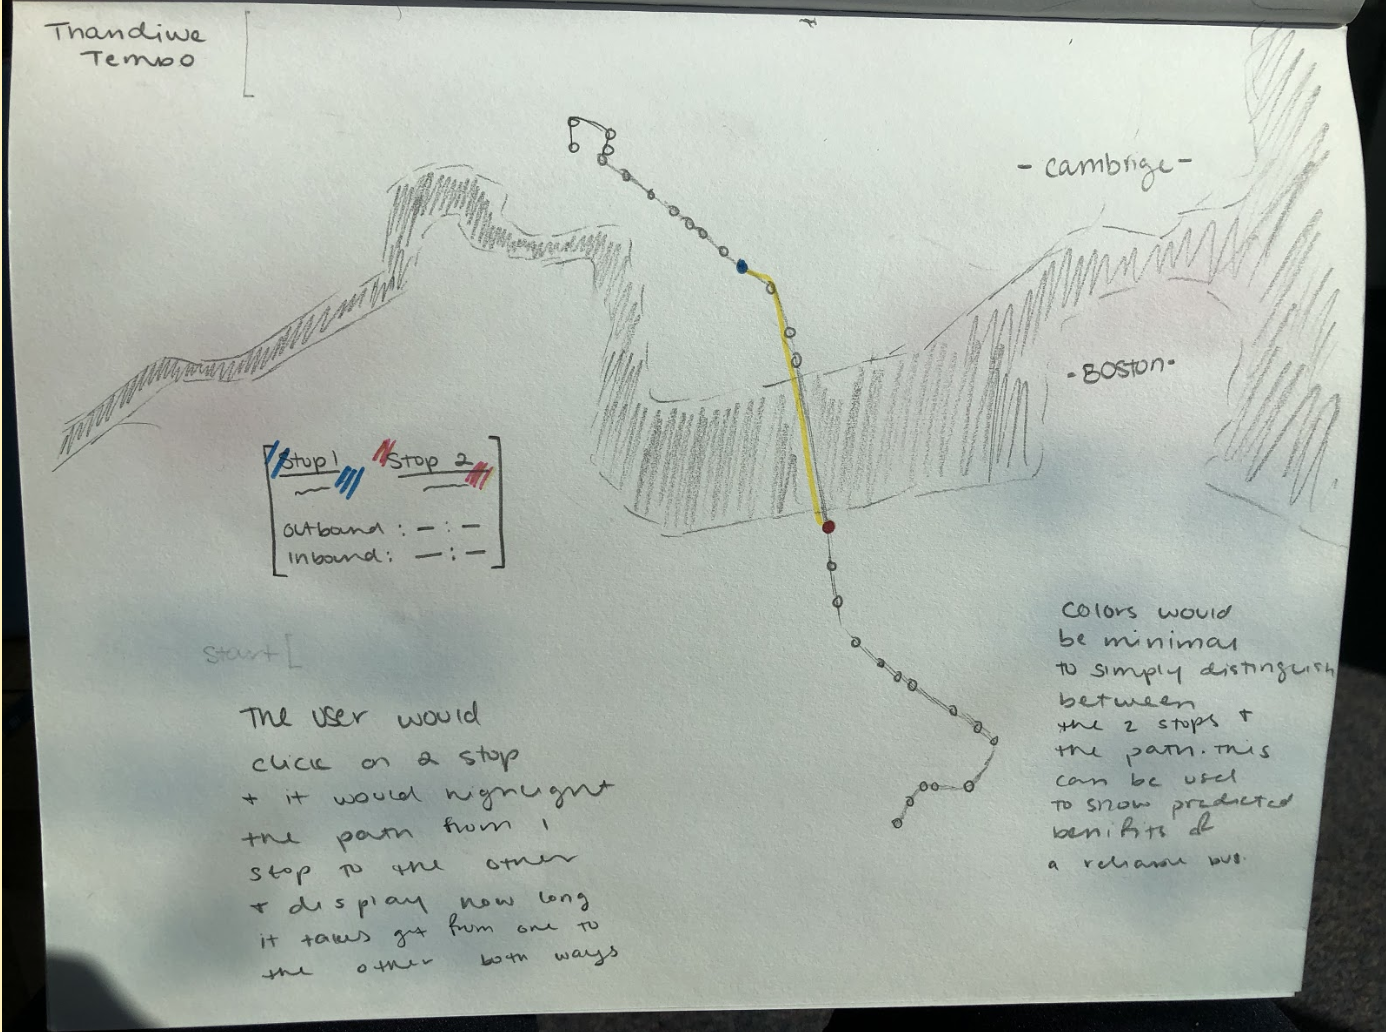 Thandiwe
Tembo
- Cambrige -
- Boston -
Stop 1 Stop 2
outbound : - : -
inbound : - : -
start [
The user would
click on 2 stop
+ it would highlight
the path from 1
stop to the other
+ display how long
it takes get from one to
the other both ways
colors would
be minimal
to simply distinguish
between
the 2 stops +
the path. This
can be used
to show predicted
benifits of
a reliable bus.